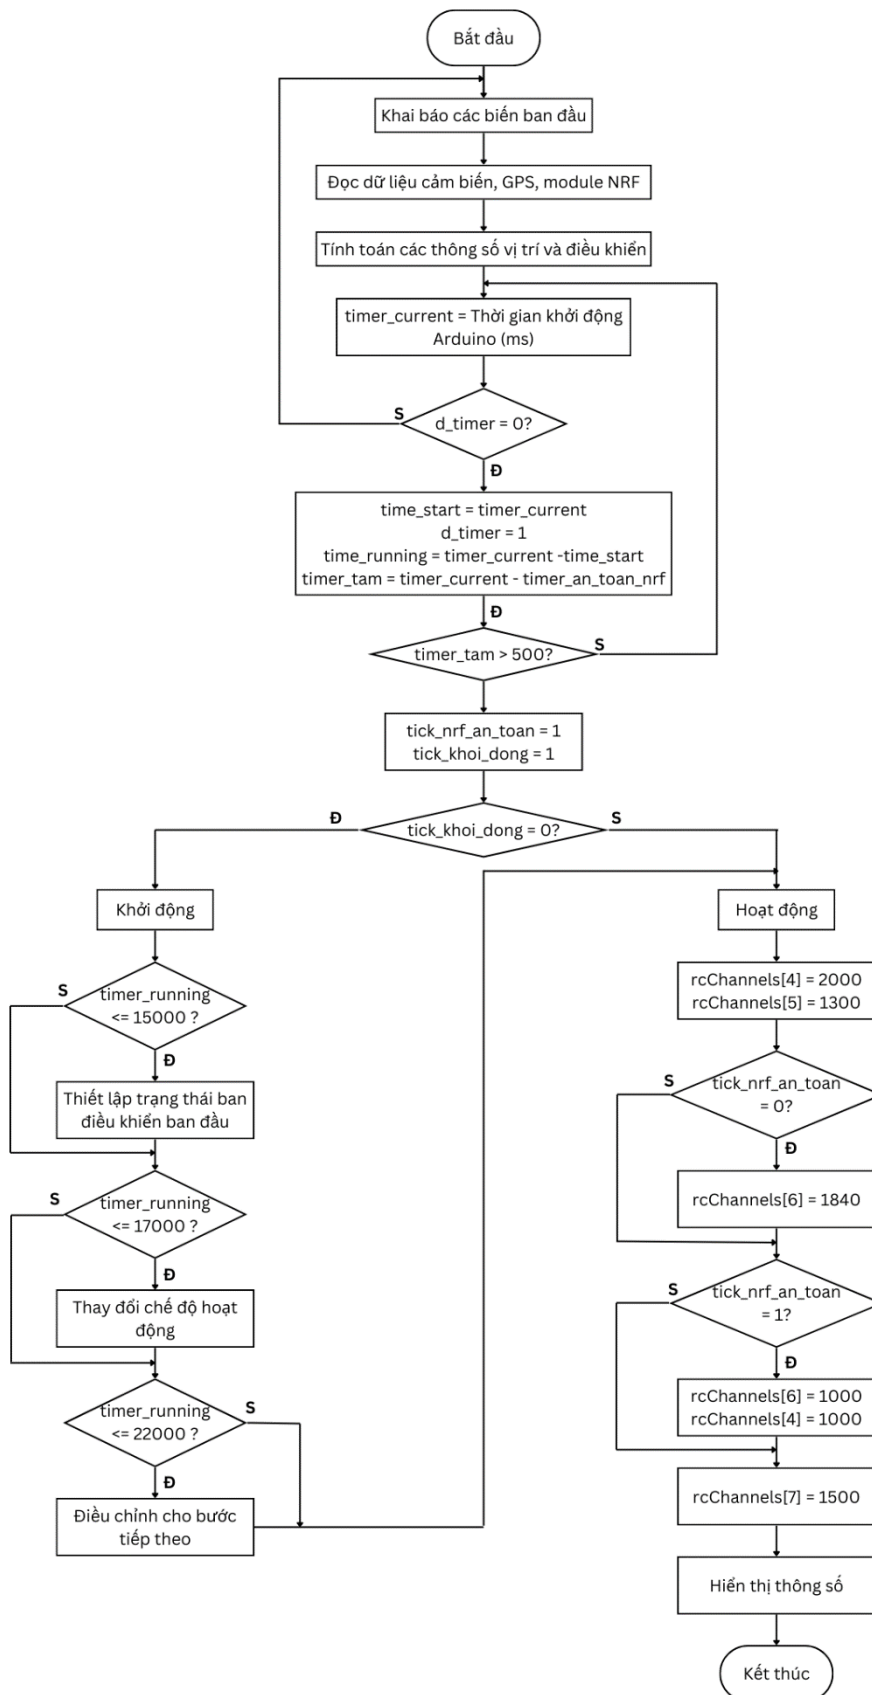 Bắt đầu
Khai báo các biến ban đầu
Đọc dữ liệu cảm biến, GPS, module NRF
Tính toán các thông số vị trí và điều khiển
timer_current = Thời gian khởi động
Arduino (ms)
S
d_timer = 0?
Đ
time_start = timer_current
d_timer = 1
time_running = timer_current -time_start
timer_tam = timer_current - timer_an_toan_nrf
Đ
timer_tam > 500?
S
tick_nrf_an_toan = 1
tick_khoi_dong = 1
Đ
tick_khoi_dong = 0?
S
Khởi động
S
timer_running
<= 15000 ?
Đ
Thiết lập trạng thái ban
điều khiển ban đầu
S
timer_running
<= 17000 ?
Đ
Thay đổi chế độ hoạt
động
timer_running
<= 22000 ?
S
Đ
Điều chỉnh cho bước
tiếp theo
Hoạt động
rcChannels[4] = 2000
rcChannels[5] = 1300
S
tick_nrf_an_toan
= 0?
Đ
rcChannels[6] = 1840
S
tick_nrf_an_toan
= 1?
Đ
rcChannels[6] = 1000
rcChannels[4] = 1000
rcChannels[7] = 1500
Hiển thị thông số
Kết thúc